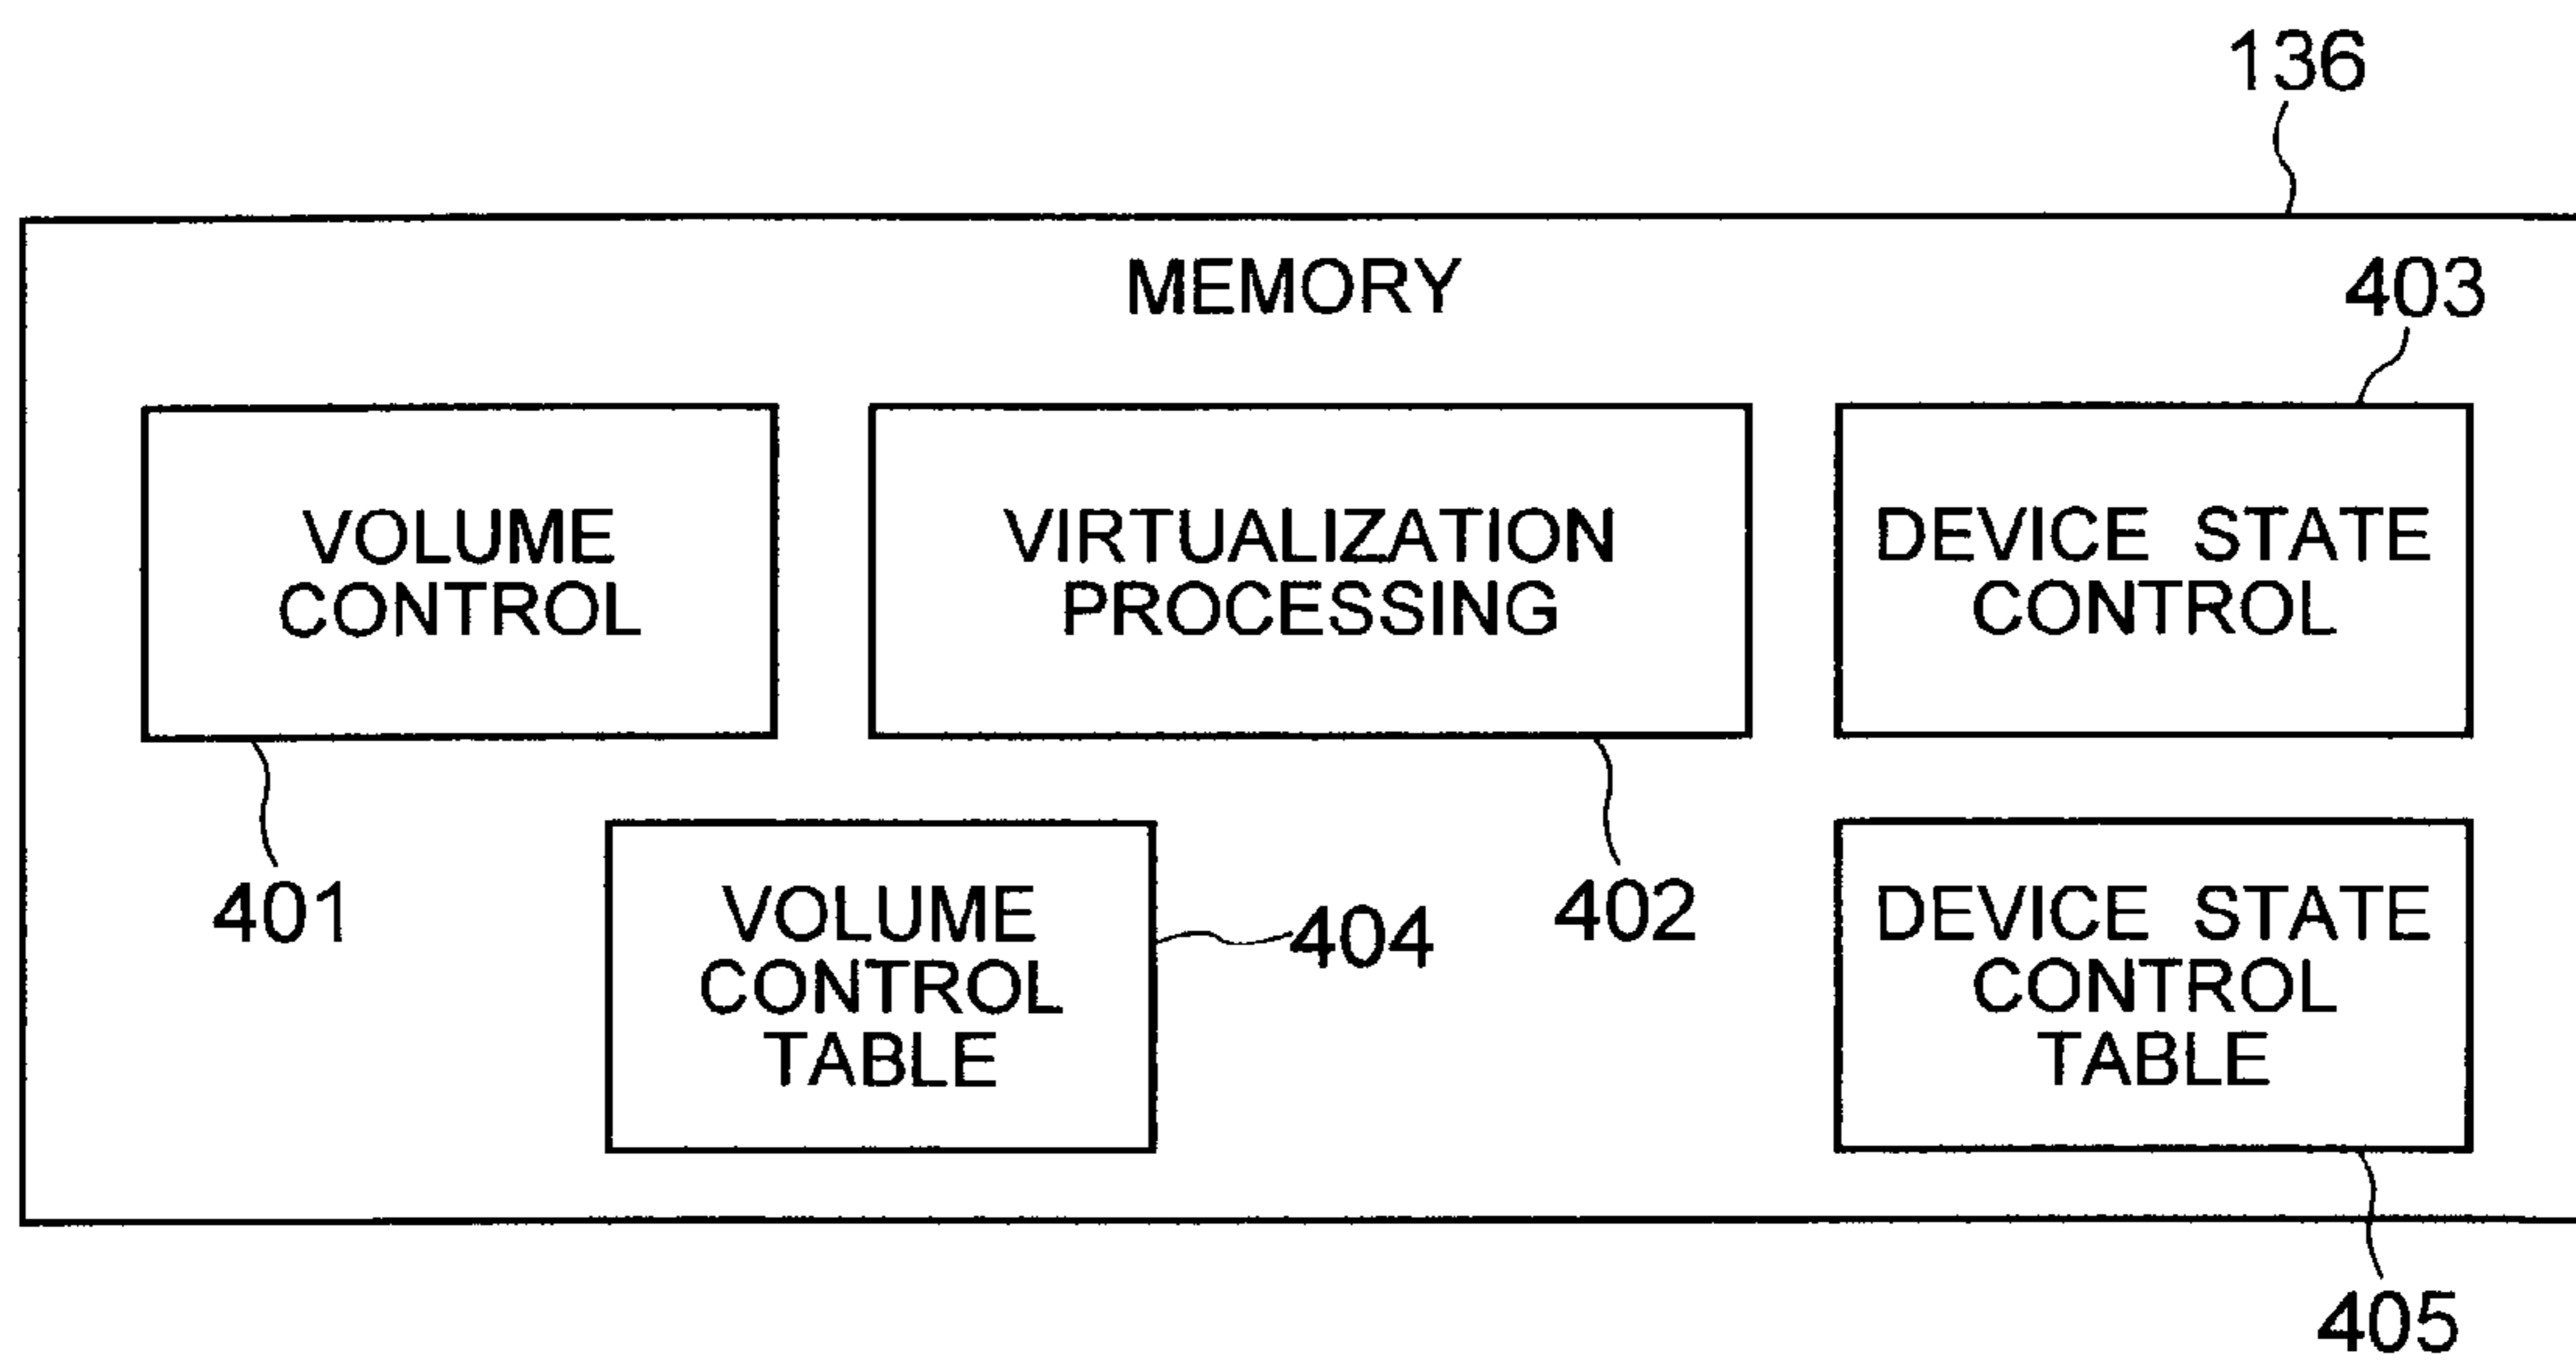 136
MEMORY
403
VOLUME
CONTROL
VIRTUALIZATION
PROCESSING
DEVICE STATE
CONTROL
401
402
VOLUME
CONTROL
TABLE
404
DEVICE STATE
CONTROL
TABLE
405